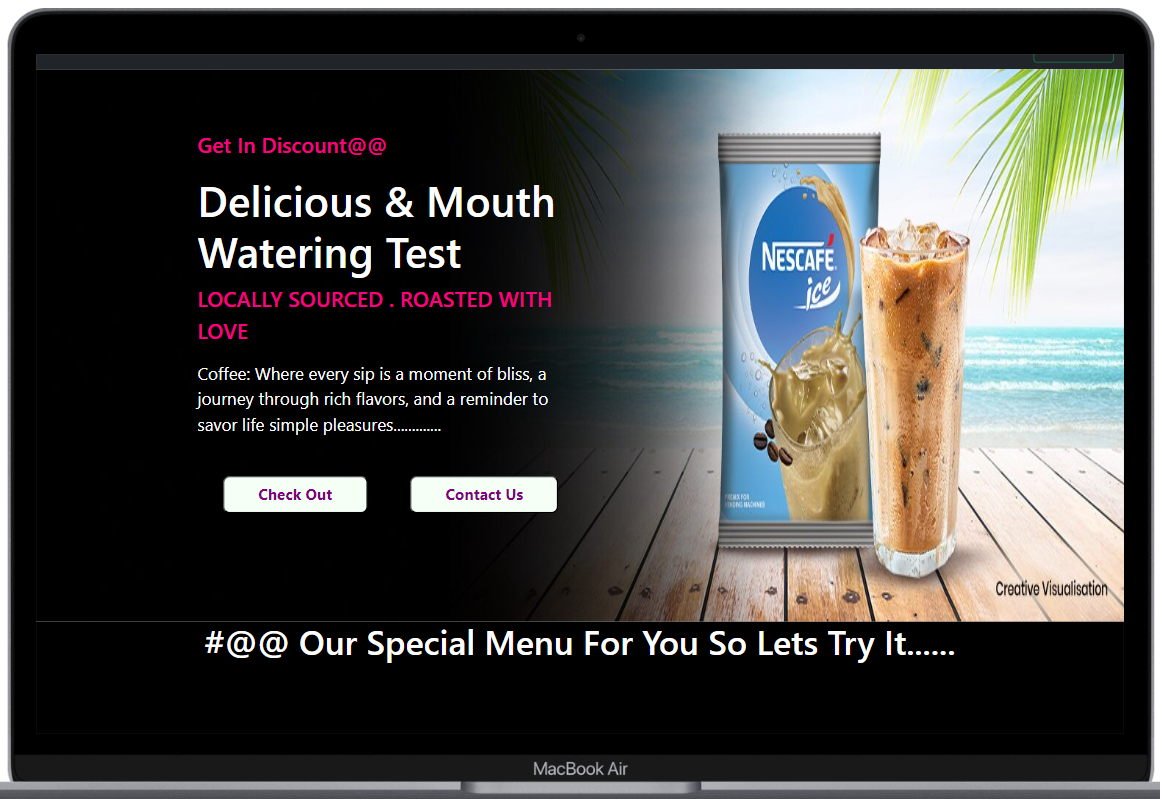 Get In Discount@@
Delicious & Mouth
Watering Test
LOCALLY SOURCED . ROASTED WITH
LOVE
Coffee: Where every sip is a moment of bliss, a
journey through rich flavors, and a reminder to
savor life simple pleasures.............
Check Out
Contact Us
NESCAFÉ
ice
PREMIX FOR
VENDING MACHINES
Creative Visualisation
#@@ Our Special Menu For You So Lets Try It......
MacBook Air